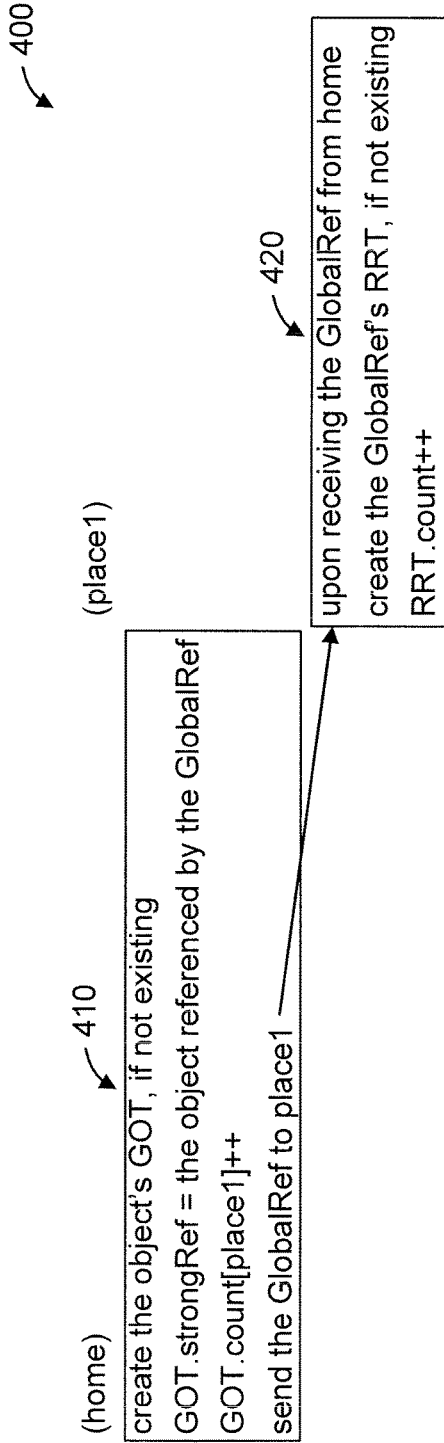 400
(home)
(place1)
410
create the object's GOT, if not existing
GOT.strongRef = the object referenced by the GlobalRef
GOT.count[place1]++
send the GlobalRef to place1
420
upon receiving the GlobalRef from home
create the GlobalRef's RRT, if not existing
RRT.count++